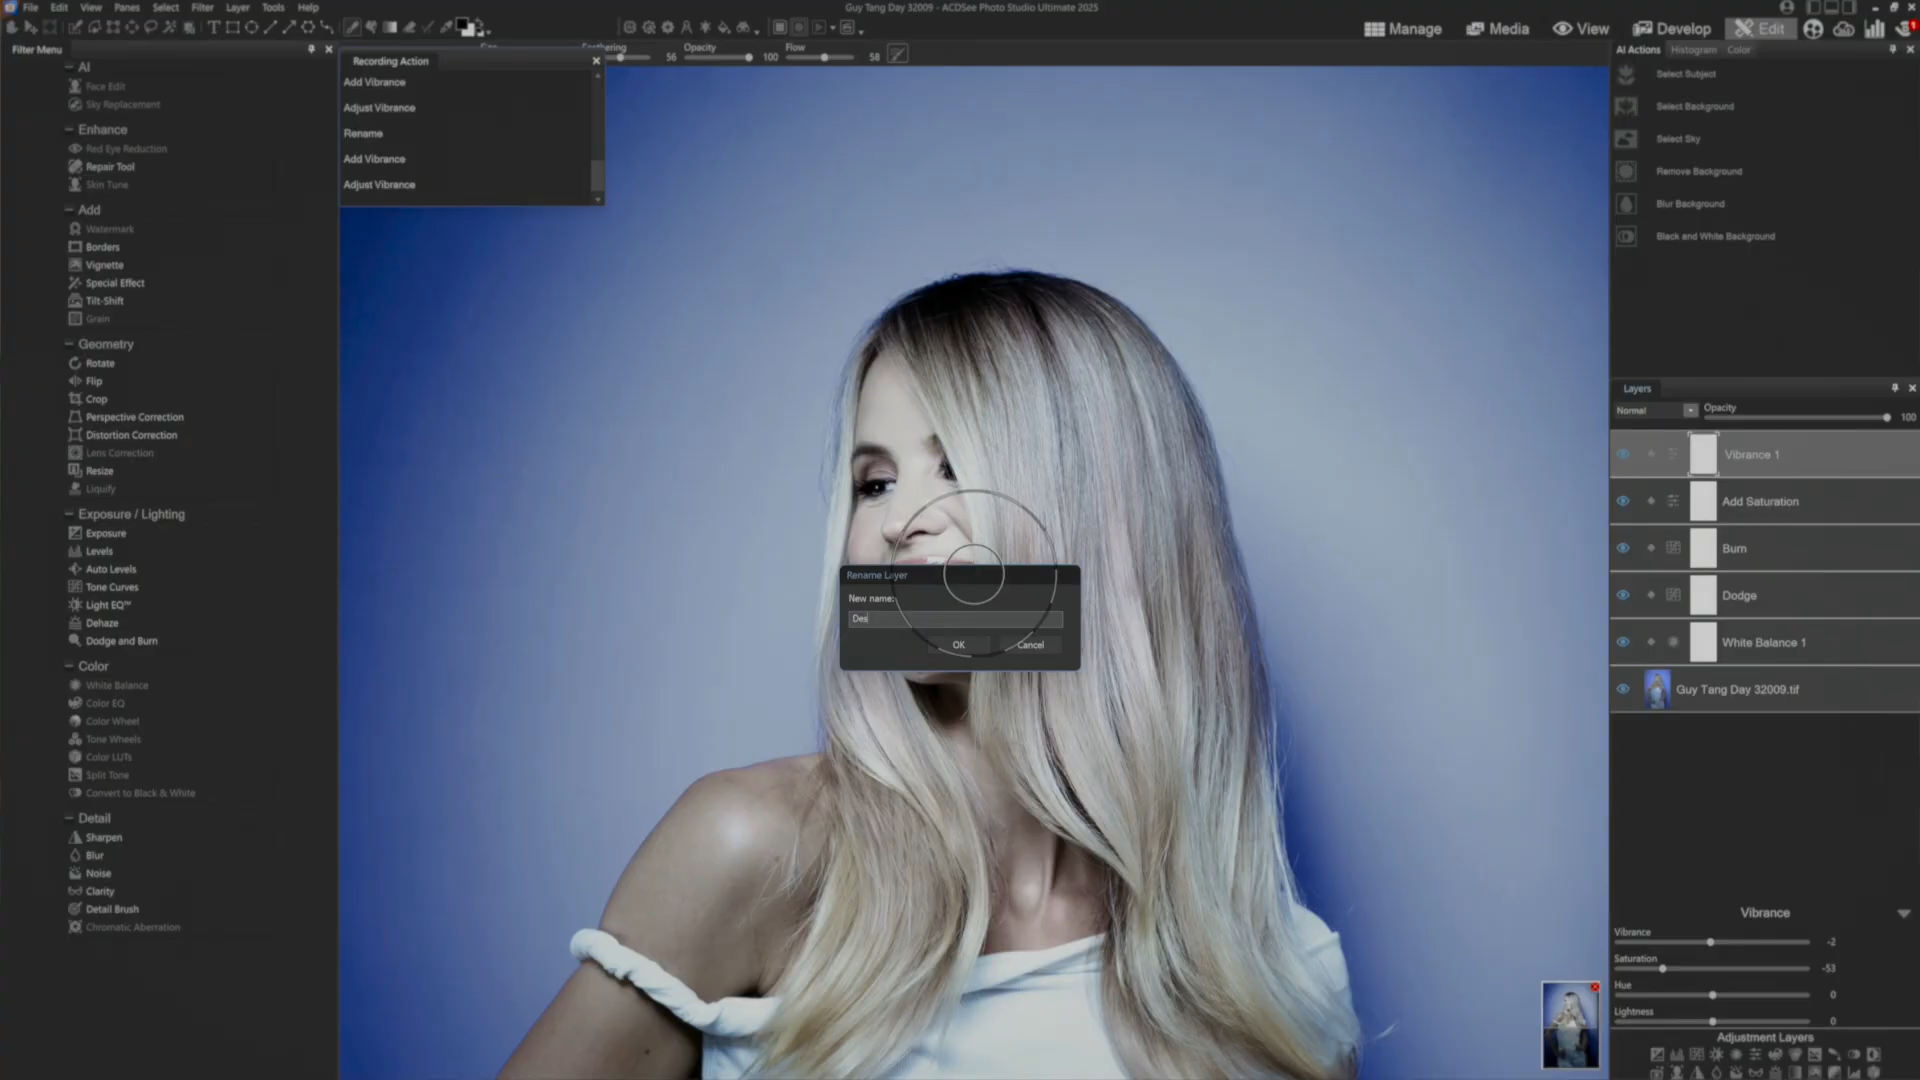 File Edit View Panes Select Filter Layer Tools Help
Guy Tang Day 32009 - ACDSee Photo Studio Ultimate 2025
Manage Media View Develop Edit
Feathering 56 Opacity 100 Flow 58
Filter Menu
AI
Face Edit
Sky Replacement
Enhance
Red Eye Reduction
Repair Tool
Skin Tune
Add
Watermark
Borders
Vignette
Special Effect
Tilt-Shift
Grain
Geometry
Rotate
Flip
Crop
Perspective Correction
Distortion Correction
Lens Correction
Resize
Liquify
Exposure / Lighting
Exposure
Levels
Auto Levels
Tone Curves
Light EQ™
Dehaze
Dodge and Burn
Color
White Balance
Color EQ
Color Wheel
Tone Wheels
Color LUTs
Split Tone
Convert to Black & White
Detail
Sharpen
Blur
Noise
Clarity
Detail Brush
Chromatic Aberration
Recording Action
Add Vibrance
Adjust Vibrance
Rename
Add Vibrance
Adjust Vibrance
Rename Layer
New name:
Des
OK Cancel
AI Actions Histogram Color
Select Subject
Select Background
Select Sky
Remove Background
Blur Background
Black and White Background
Layers
Normal Opacity 100
Vibrance 1
Add Saturation
Burn
Dodge
White Balance 1
Guy Tang Day 32009.tif
Vibrance
Vibrance -2
Saturation -53
Hue 0
Lightness 0
Adjustment Layers